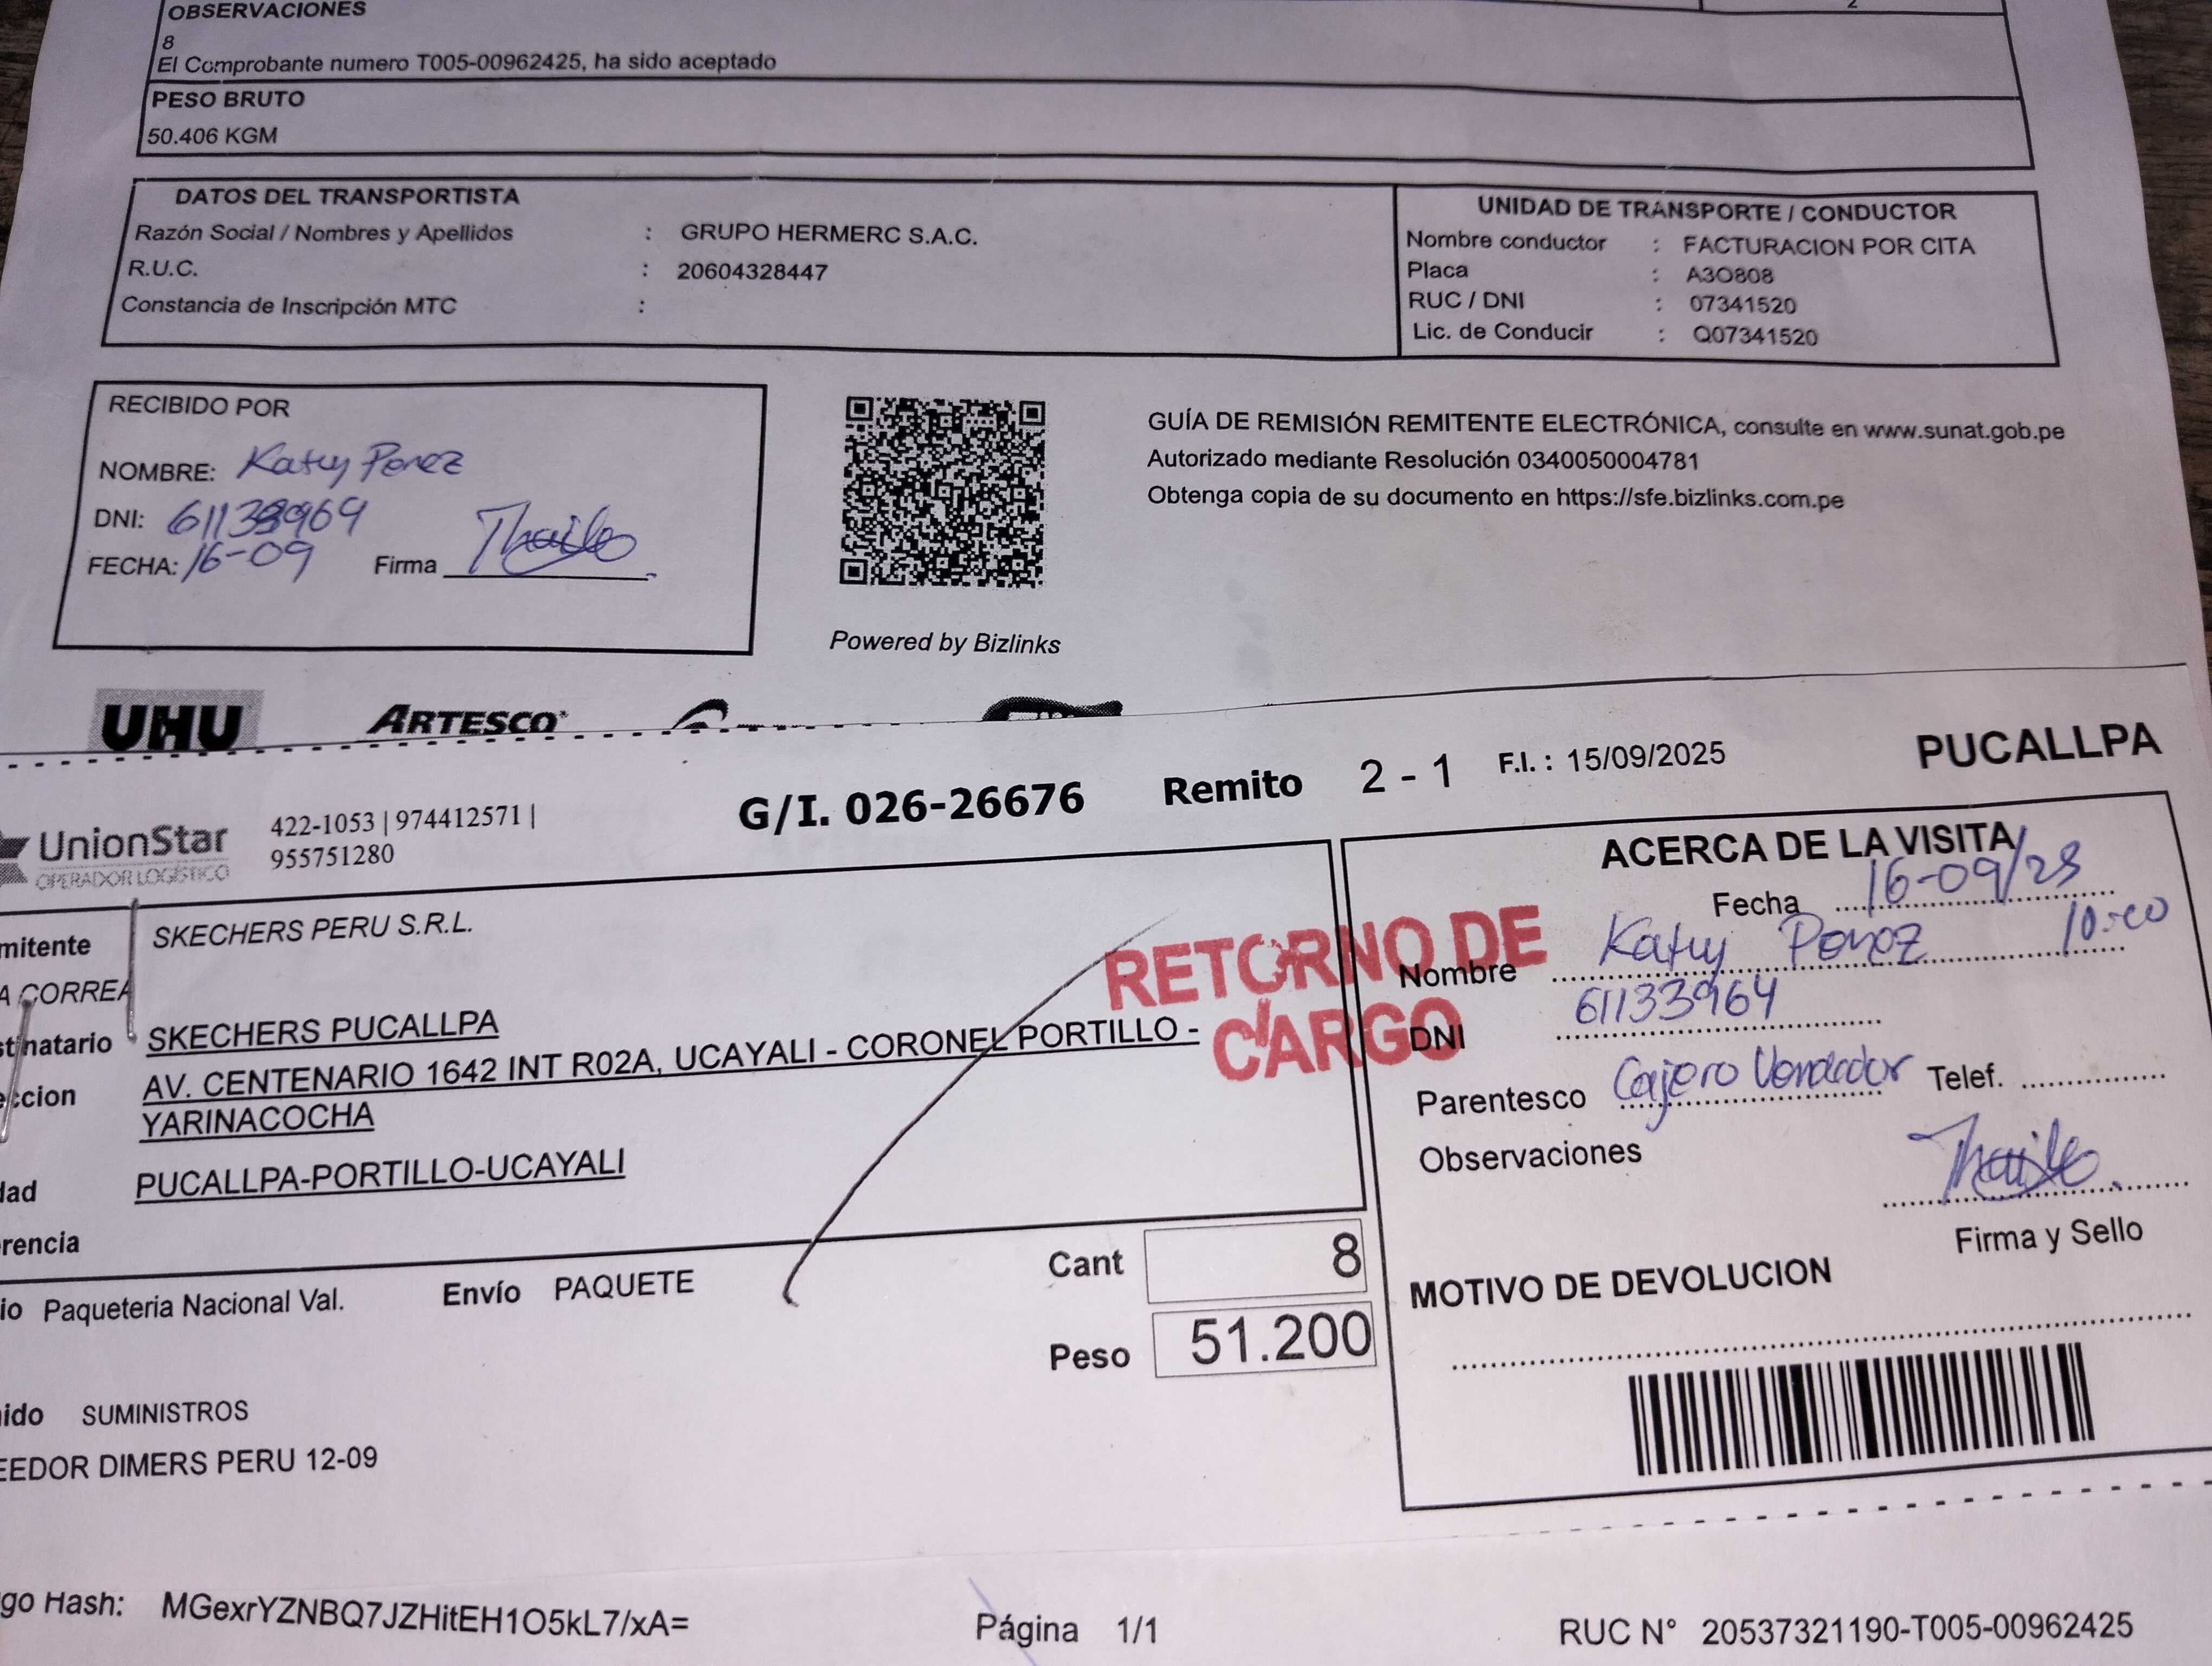 OBSERVACIONES
2
8
El Comprobante numero T005-00962425, ha sido aceptado
PESO BRUTO
50.406 KGM
DATOS DEL TRANSPORTISTA
Razón Social / Nombres y Apellidos : GRUPO HERMERC S.A.C.
R.U.C. : 20604328447
Constancia de Inscripción MTC :
UNIDAD DE TRANSPORTE / CONDUCTOR
Nombre conductor : FACTURACION POR CITA
Placa : A3O808
RUC / DNI : 07341520
Lic. de Conducir : Q07341520
RECIBIDO POR
NOMBRE: Katy Perez
DNI: 61133964
FECHA: 16-09 Firma
GUÍA DE REMISIÓN REMITENTE ELECTRÓNICA, consulte en www.sunat.gob.pe
Autorizado mediante Resolución 0340050004781
Obtenga copia de su documento en https://sfe.bizlinks.com.pe
Powered by Bizlinks
UHU ARTESCO
G/I. 026-26676 Remito 2 - 1 F.I. : 15/09/2025 PUCALLPA
UnionStar
OPERADOR LOGÍSTICO
422-1053 | 974412571 |
955751280
mitente SKECHERS PERU S.R.L.
A CORREA
stinatario SKECHERS PUCALLPA
eccion AV. CENTENARIO 1642 INT R02A, UCAYALI - CORONEL PORTILLO -
YARINACOCHA
dad PUCALLPA-PORTILLO-UCAYALI
erencia
RETORNO DE
CARGO
ACERCA DE LA VISITA
Fecha 16-09/25
10:00
Nombre Katy Perez
DNI 61133964
Parentesco Cajero Vendedor Telef.
Observaciones
Firma y Sello
MOTIVO DE DEVOLUCION
io Paqueteria Nacional Val. Envío PAQUETE
Cant 8
Peso 51.200
nido SUMINISTROS
EEDOR DIMERS PERU 12-09
go Hash: MGexrYZNBQ7JZHitEH1O5kL7/xA= Página 1/1 RUC N° 20537321190-T005-00962425